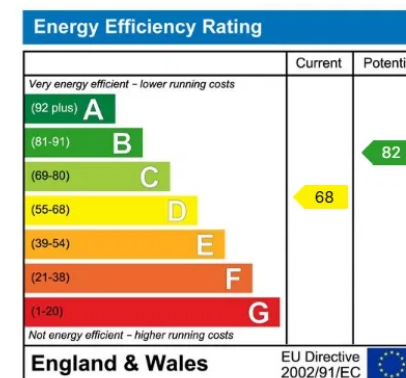 Energy Efficiency Rating
Current Potenti
Very energy efficient – lower running costs
(92 plus) A
(81-91) B
82
(69-80) C
(55-68) D
68
(39-54) E
(21-38) F
(1-20) G
Not energy efficient – higher running costs
England & Wales
EU Directive
2002/91/EC